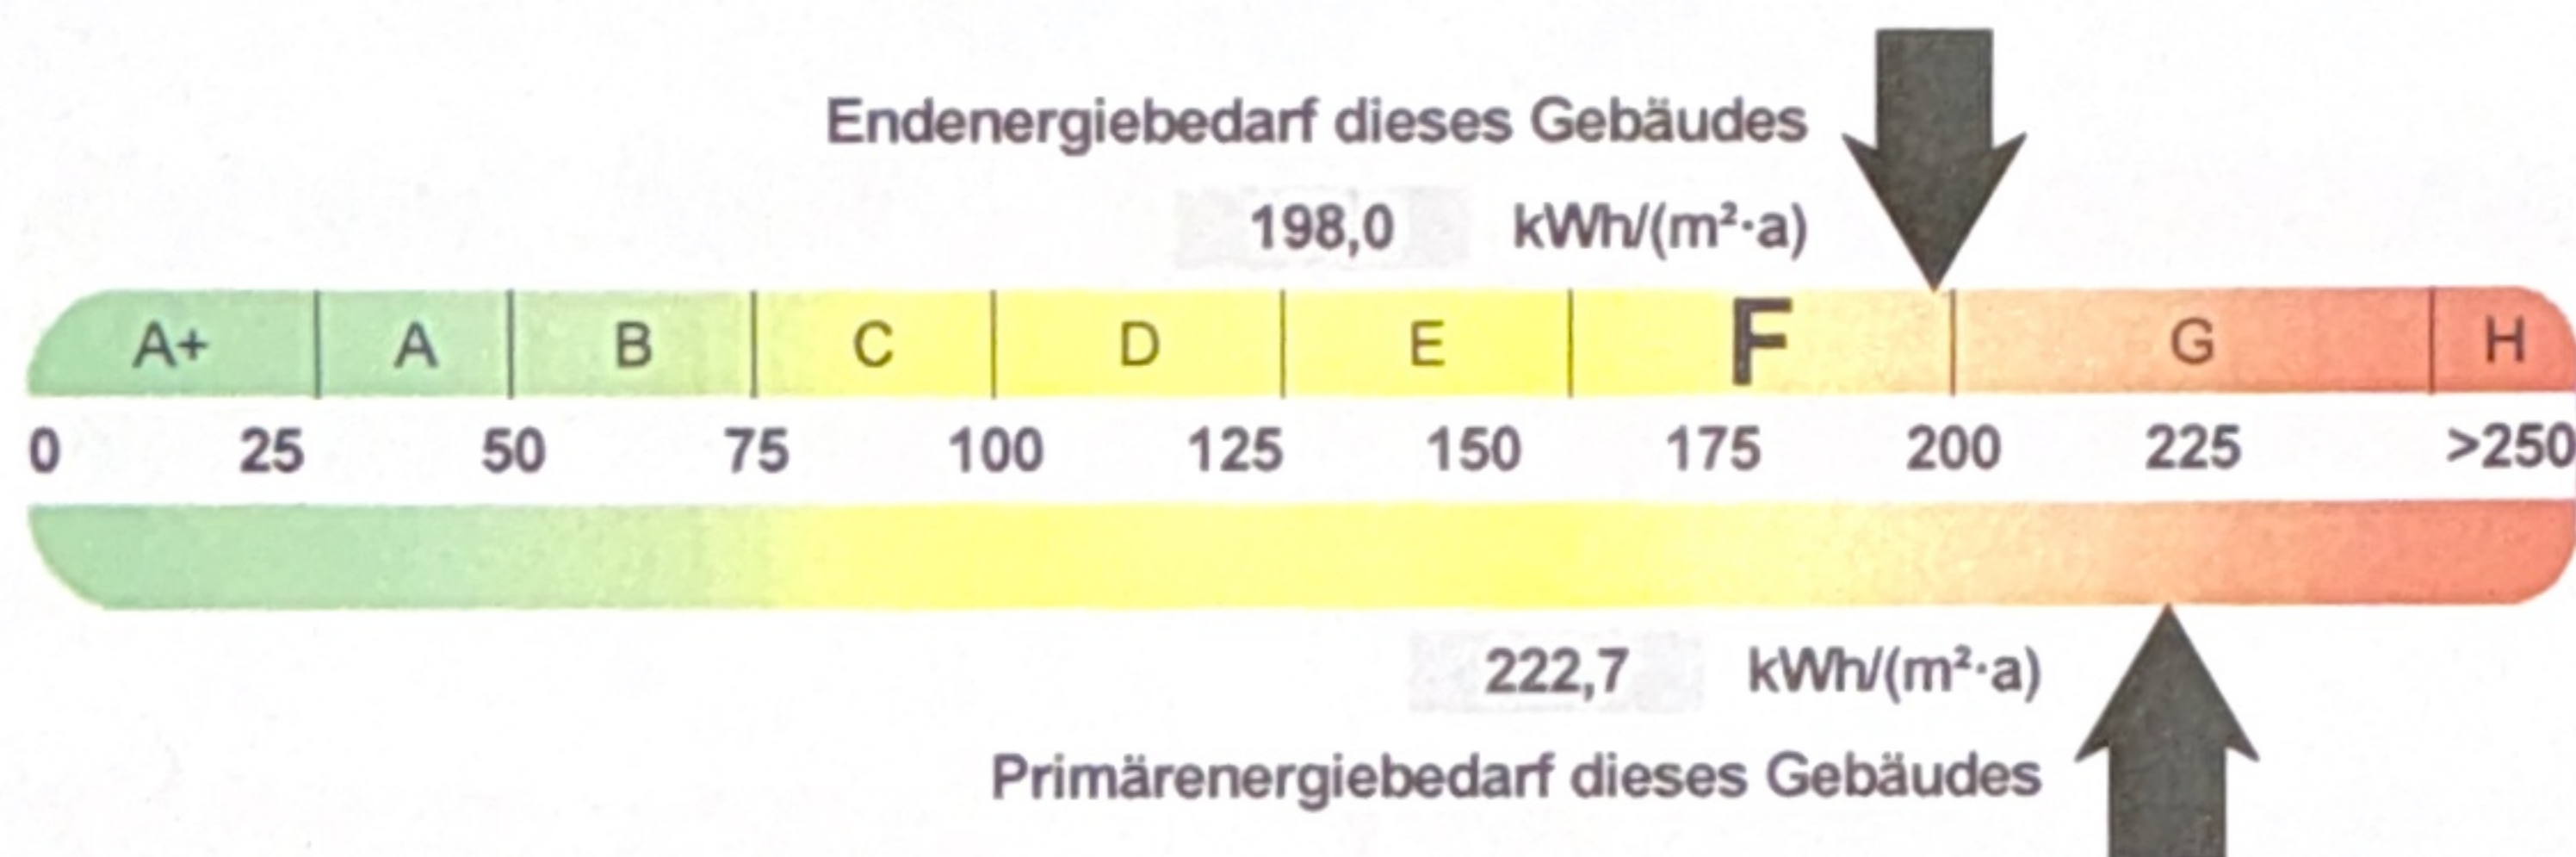 Endenergiebedarf dieses Gebäudes
198,0 kWh/(m²·a)
A+ A B C D E F G H
0 25 50 75 100 125 150 175 200 225 >250
222,7 kWh/(m²·a)
Primärenergiebedarf dieses Gebäudes